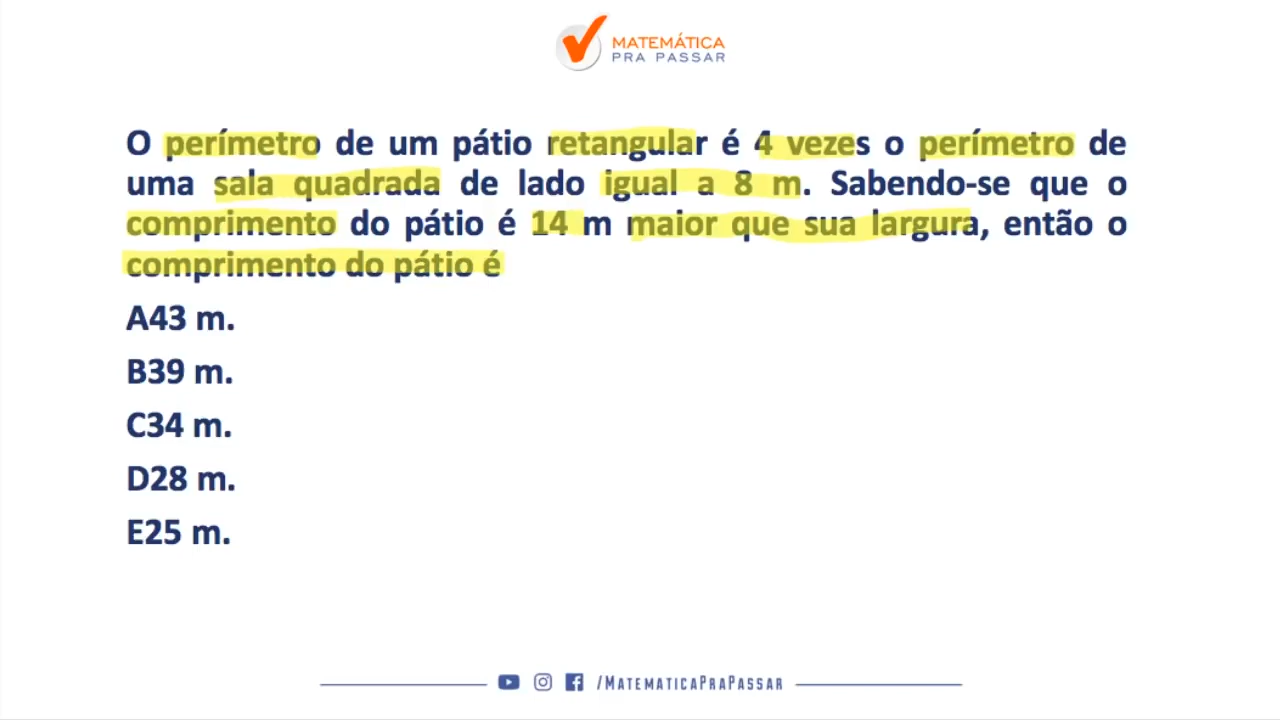 MATEMÁTICA
PRA PASSAR
O perímetro de um pátio retangular é 4 vezes o perímetro de
uma sala quadrada de lado igual a 8 m. Sabendo-se que o
comprimento do pátio é 14 m maior que sua largura, então o
comprimento do pátio é
A43 m.
B39 m.
C34 m.
D28 m.
E25 m.
/MATEMATICAPRAPASSAR